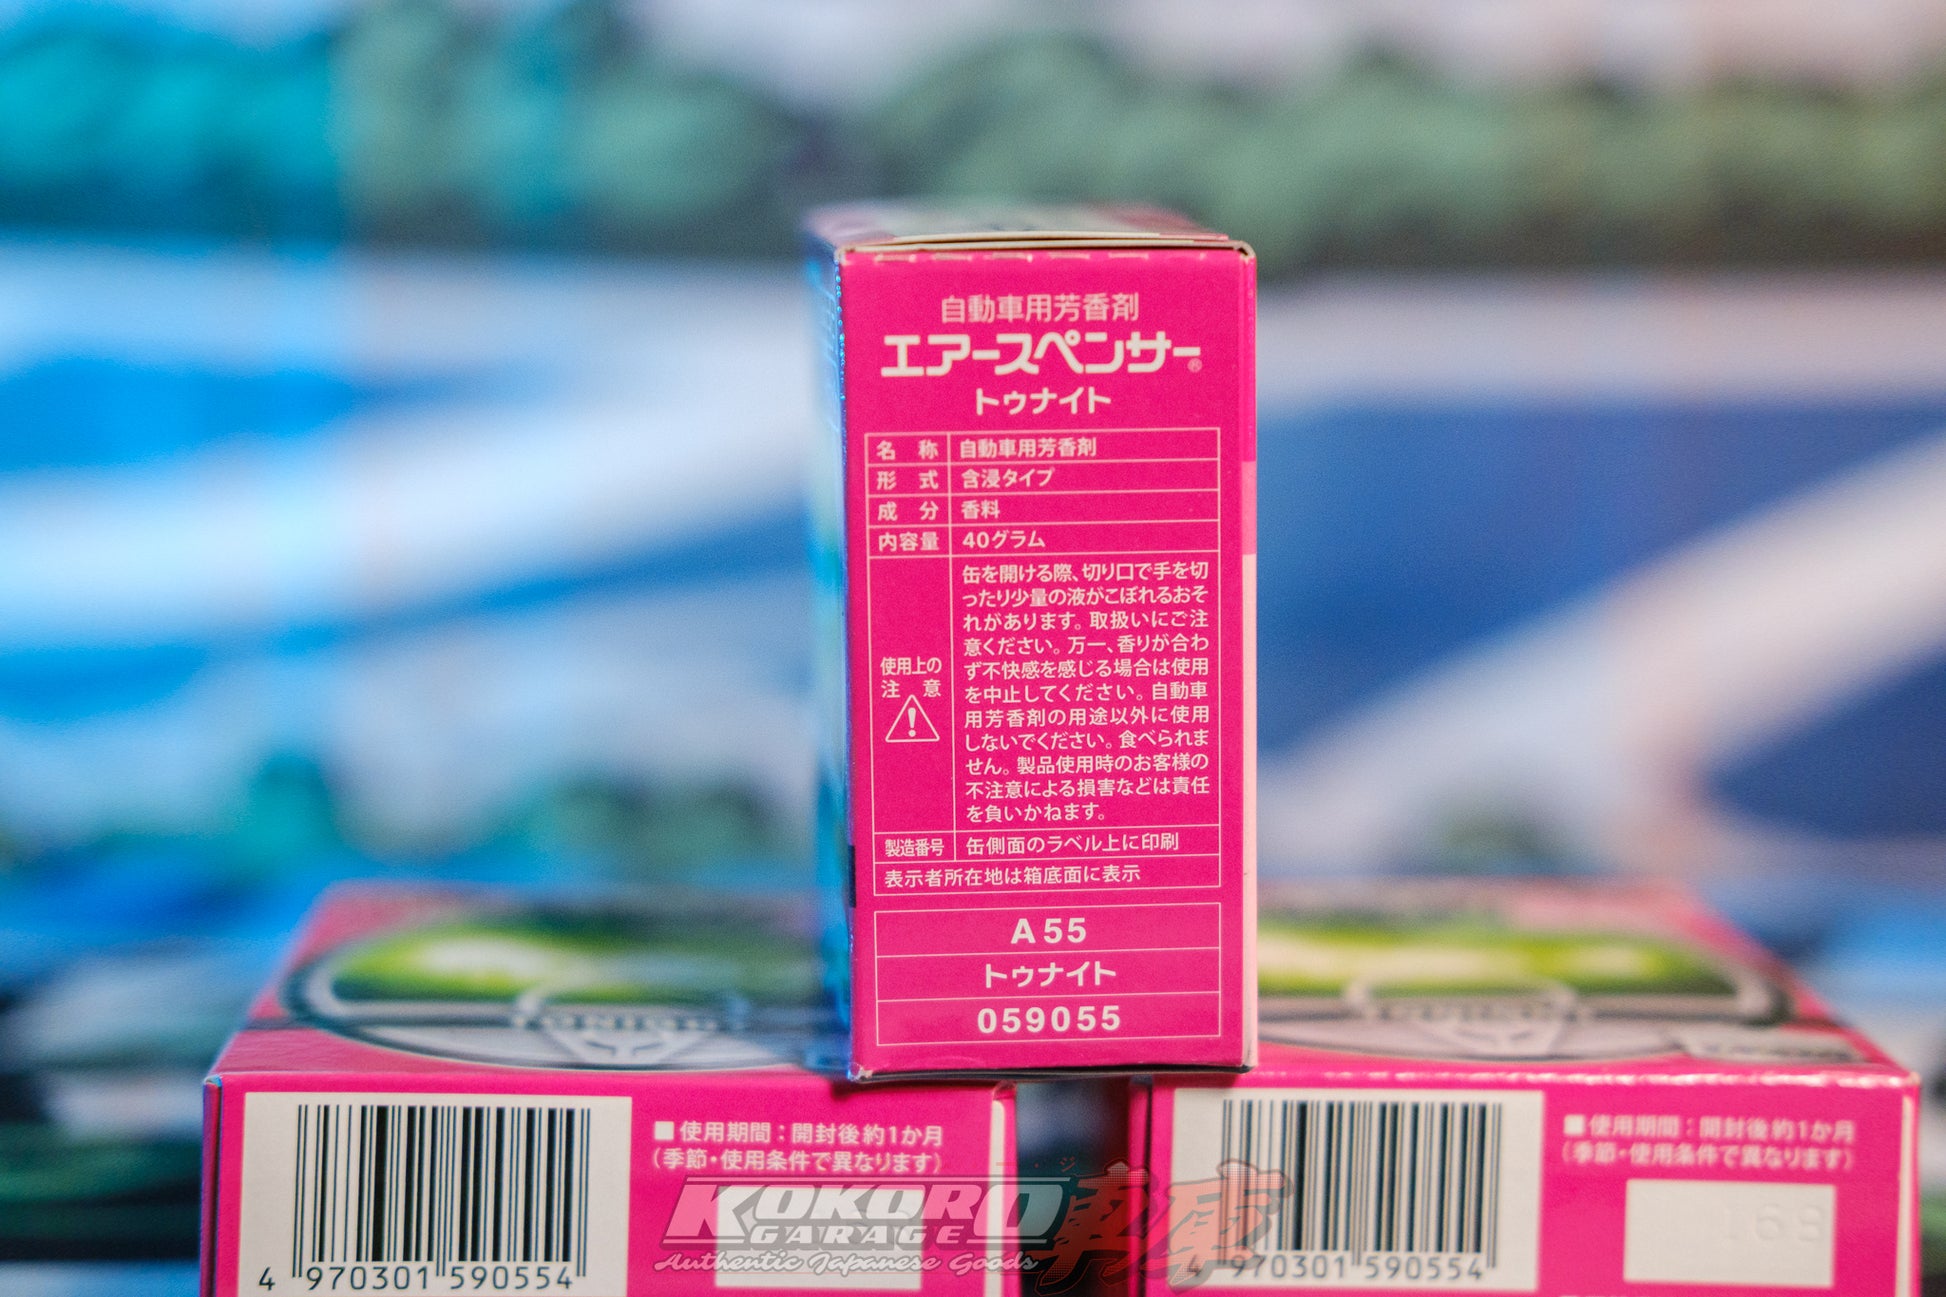 自動車用芳香剤
エアースペンサー®
トゥナイト
名 称 自動車用芳香剤
形 式 含浸タイプ
成 分 香料
内容量 40グラム
使用上の
注 意
缶を開ける際、切り口で手を切
ったり少量の液がこぼれるおそ
れがあります。取扱いにご注
意ください。万一、香りが合わ
ず不快感を感じる場合は使用
を中止してください。自動車
用芳香剤の用途以外に使用
しないでください。食べられま
せん。製品使用時のお客様の
不注意による損害などは責任
を負いかねます。
製造番号 缶側面のラベル上に印刷
表示者所在地は箱底面に表示
A55
トゥナイト
059055
■使用期間：開封後約1か月
(季節・使用条件で異なります)
4 970301 590554
■使用期間：開封後約1か月
(季節・使用条件で異なります)
4 970301 590554
KOKORO
GARAGE
Authentic Japanese Goods
車庫